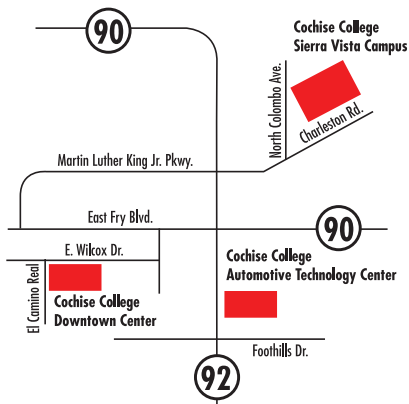 90
Cochise College
Sierra Vista Campus
North Colombo Ave.
Charleston Rd.
Martin Luther King Jr. Pkwy.
East Fry Blvd.
90
E. Wilcox Dr.
Cochise College
Automotive Technology Center
El Camino Real
Cochise College
Downtown Center
Foothills Dr.
92